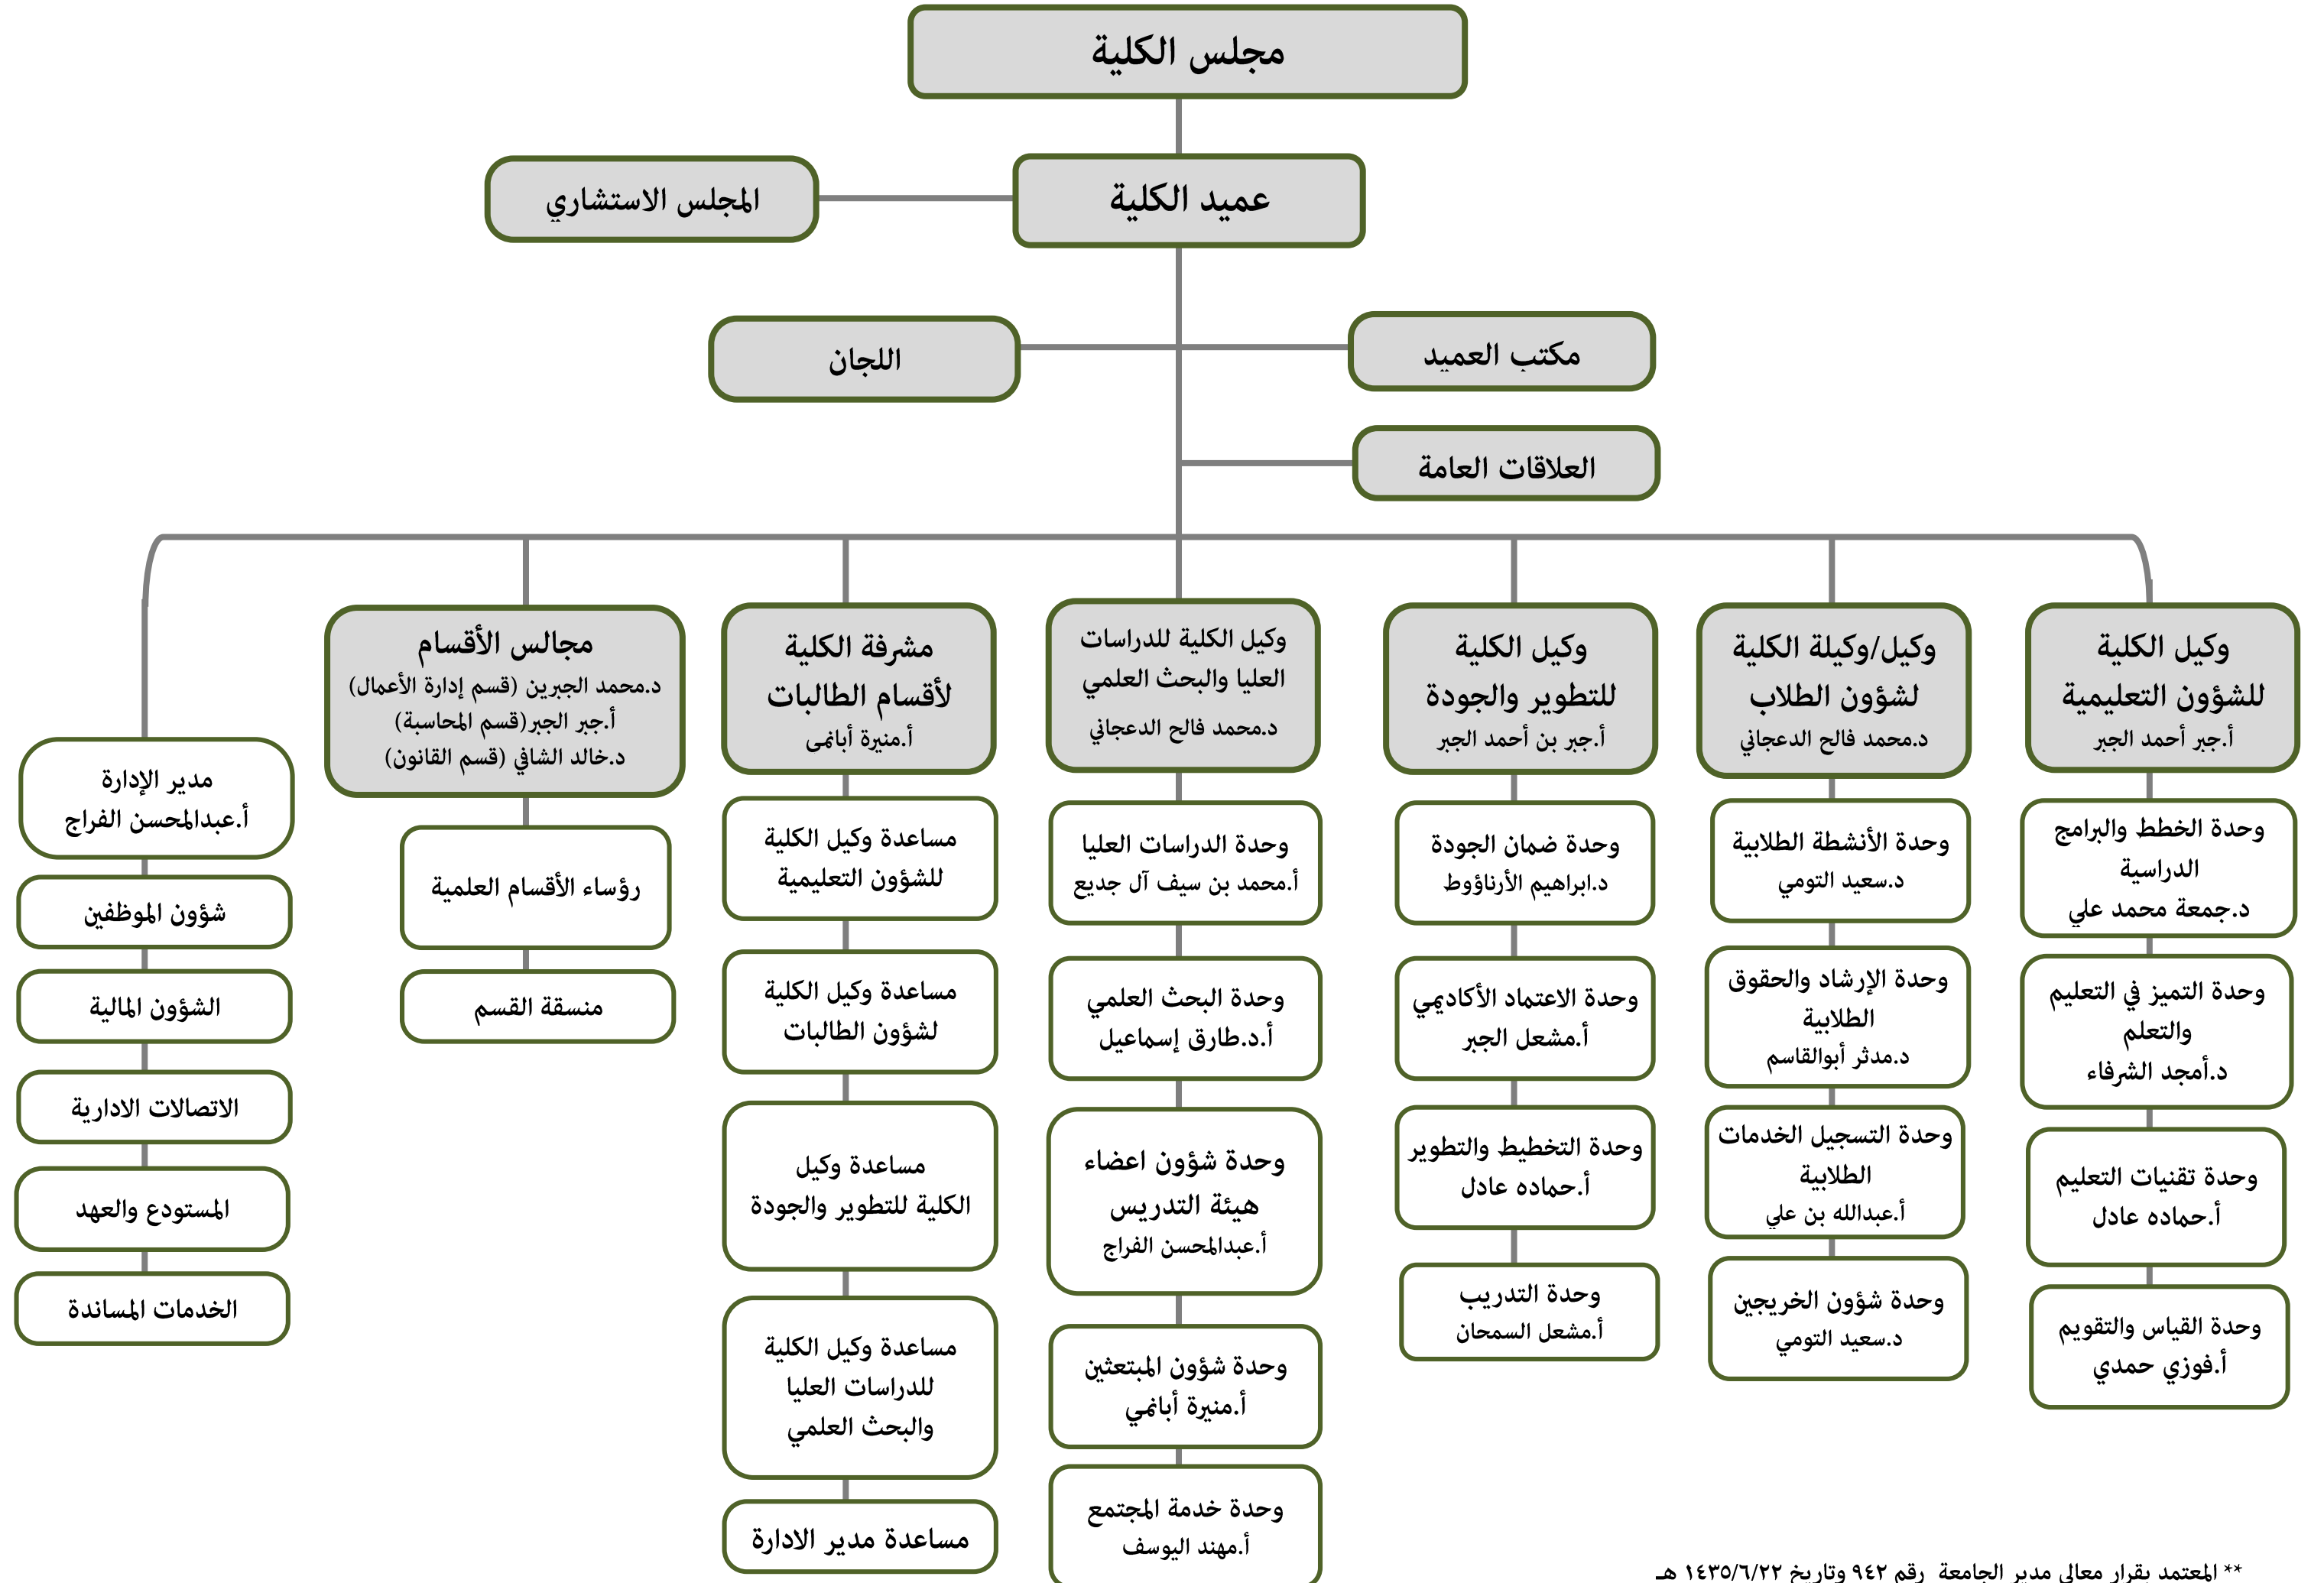 مجلس الكلية
عميد الكلية
المجلس الاستشاري
مكتب العميد
اللجان
العلاقات العامة
وكيل الكلية
للشؤون التعليمية
أ.جبر أحمد الجبر
وحدة الخطط والبرامج
الدراسية
د.جمعة محمد علي
وحدة التميز في التعليم
والتعلم
د.أمجد الشرفاء
وحدة تقنيات التعليم
أ.حماده عادل
وحدة القياس والتقويم
أ.فوزي حمدي
وكيل/وكيلة الكلية
لشؤون الطلاب
د.محمد فالح الدعجاني
وحدة الأنشطة الطلابية
د.سعيد التومي
وحدة الإرشاد والحقوق
الطلابية
د.مدثر أبوالقاسم
وحدة التسجيل الخدمات
الطلابية
أ.عبدالله بن علي
وحدة شؤون الخريجين
د.سعيد التومي
وكيل الكلية
للتطوير والجودة
أ.جبر بن أحمد الجبر
وحدة ضمان الجودة
د.ابراهيم الأرناؤوط
وحدة الاعتماد الأكاديمي
أ.مشعل الجبر
وحدة التخطيط والتطوير
أ.حماده عادل
وحدة التدريب
أ.مشعل السمحان
وكيل الكلية للدراسات
العليا والبحث العلمي
د.محمد فالح الدعجاني
وحدة الدراسات العليا
أ.محمد بن سيف آل جديع
وحدة البحث العلمي
أ.د.طارق إسماعيل
وحدة شؤون اعضاء
هيئة التدريس
أ.عبدالمحسن الفراج
وحدة شؤون المبتعثين
أ.منيرة أبانمي
وحدة خدمة المجتمع
أ.مهند اليوسف
مشرفة الكلية
لأقسام الطالبات
أ.منيرة أبانمى
مساعدة وكيل الكلية
للشؤون التعليمية
مساعدة وكيل الكلية
لشؤون الطالبات
مساعدة وكيل
الكلية للتطوير والجودة
مساعدة وكيل الكلية
للدراسات العليا
والبحث العلمي
مساعدة مدير الادارة
مجالس الأقسام
د.محمد الجبرين (قسم إدارة الأعمال)
أ.جبر الجبر(قسم المحاسبة)
د.خالد الشافي (قسم القانون)
رؤساء الأقسام العلمية
منسقة القسم
مدير الإدارة
أ.عبدالمحسن الفراج
شؤون الموظفين
الشؤون المالية
الاتصالات الادارية
المستودع والعهد
الخدمات المساندة
** المعتمد بقرار معالي مدير الجامعة رقم ٩٤٢ وتاريخ ١٤٣٥/٦/٢٢ هـ